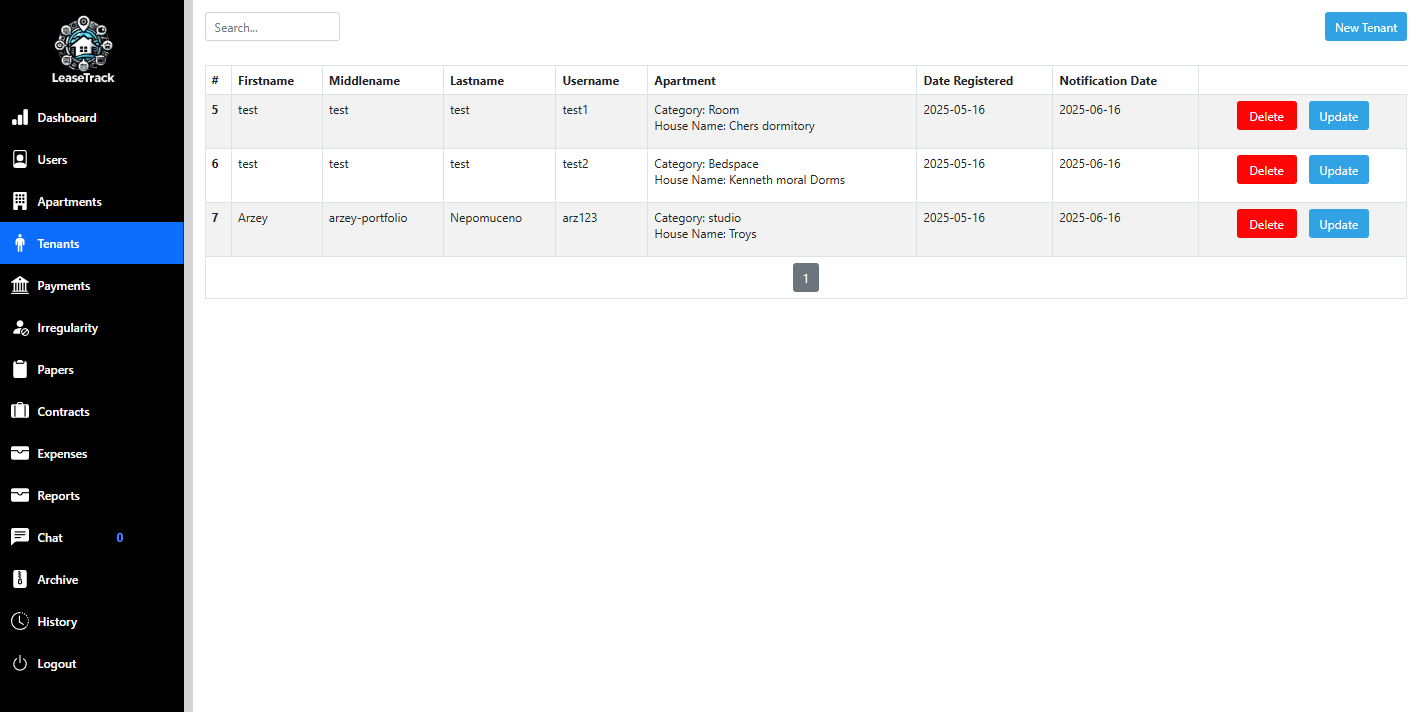 LeaseTrack
Dashboard
Users
Apartments
Tenants
Payments
Irregularity
Papers
Contracts
Expenses
Reports
Chat 0
Archive
History
Logout
Search...
New Tenant
# Firstname Middlename Lastname Username Apartment Date Registered Notification Date
5 test test test test1 Category: Room 2025-05-16 2025-06-16 Delete Update
House Name: Chers dormitory
6 test test test test2 Category: Bedspace 2025-05-16 2025-06-16 Delete Update
House Name: Kenneth moral Dorms
7 Arzey arzey-portfolio Nepomuceno arz123 Category: studio 2025-05-16 2025-06-16 Delete Update
House Name: Troys
1